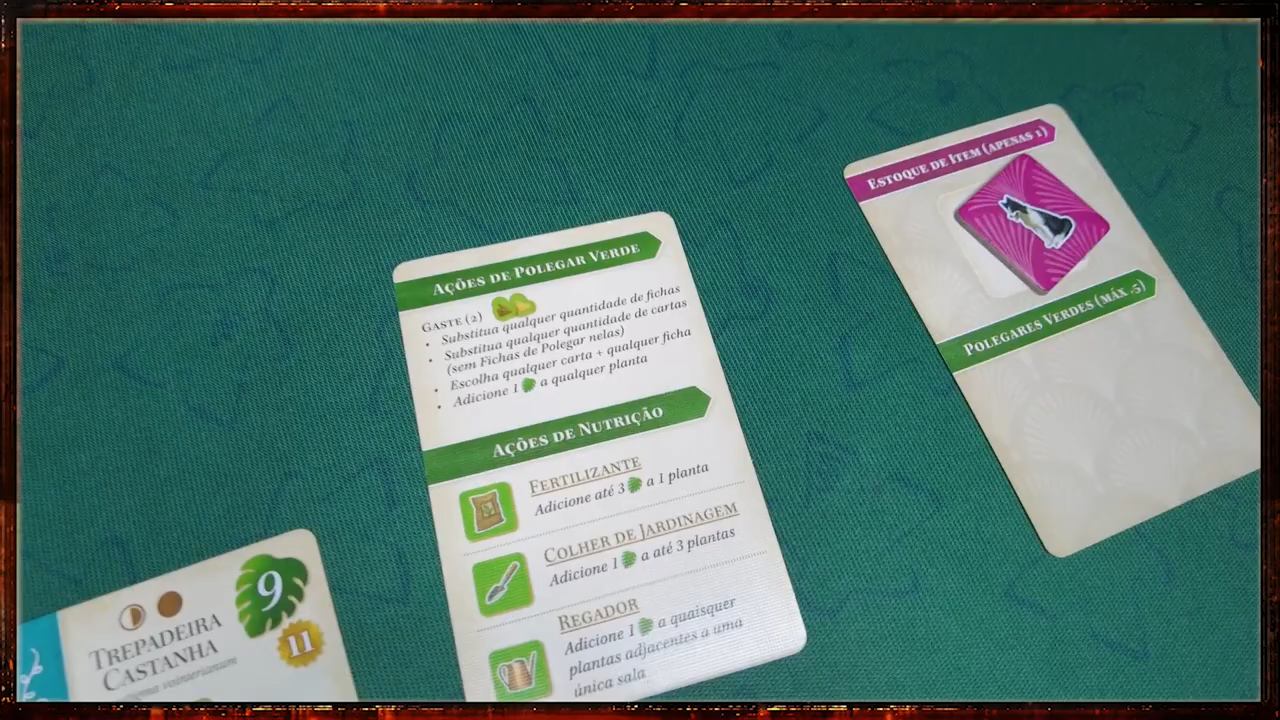 AÇÕES DE POLEGAR VERDE
GASTE (2)
• Substitua qualquer quantidade de fichas
• Substitua qualquer quantidade de cartas
(sem Fichas de Polegar nelas)
• Escolha qualquer carta + qualquer ficha
• Adicione 1 a qualquer planta
AÇÕES DE NUTRIÇÃO
FERTILIZANTE
Adicione até 3 a 1 planta
COLHER DE JARDINAGEM
Adicione 1 a até 3 plantas
REGADOR
Adicione 1 a quaisquer
plantas adjacentes a uma
única sala
ESTOQUE DE ITEM (APENAS 1)
POLEGARES VERDES (MÁX .5)
9
11
TREPADEIRA
CASTANHA
voinierianum